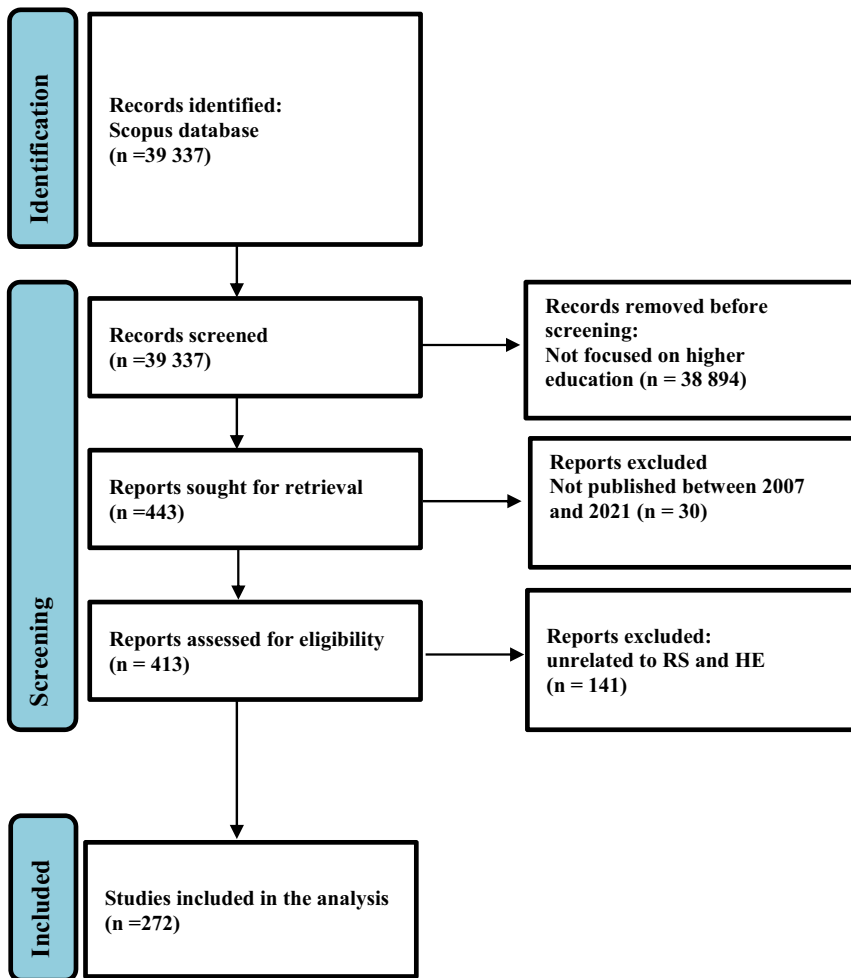 Identification
Records identified:
Scopus database
(n =39 337)
Screening
Records screened
(n =39 337)
Records removed before
screening:
Not focused on higher
education (n = 38 894)
Reports sought for retrieval
(n =443)
Reports excluded
Not published between 2007
and 2021 (n = 30)
Reports assessed for eligibility
(n = 413)
Reports excluded:
unrelated to RS and HE
(n = 141)
Included
Studies included in the analysis
(n =272)